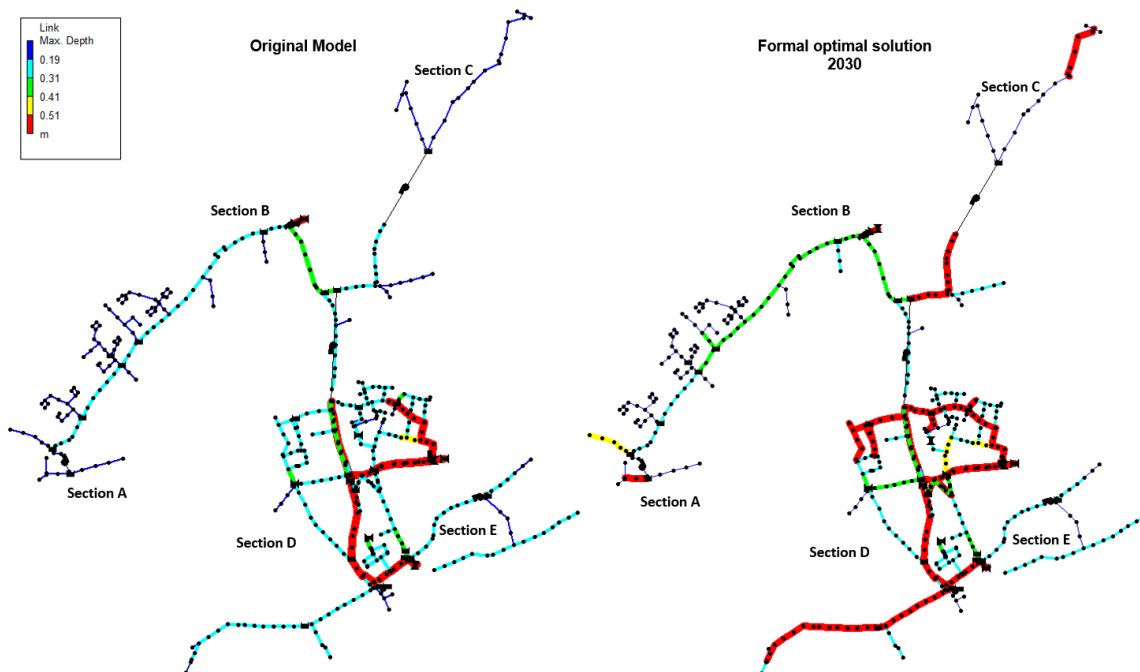 Link
Max. Depth
0.19
0.31
0.41
0.51
m
Original Model
Section C
Section B
Section A
Section D
Section E
Formal optimal solution
2030
Section C
Section B
Section A
Section D
Section E